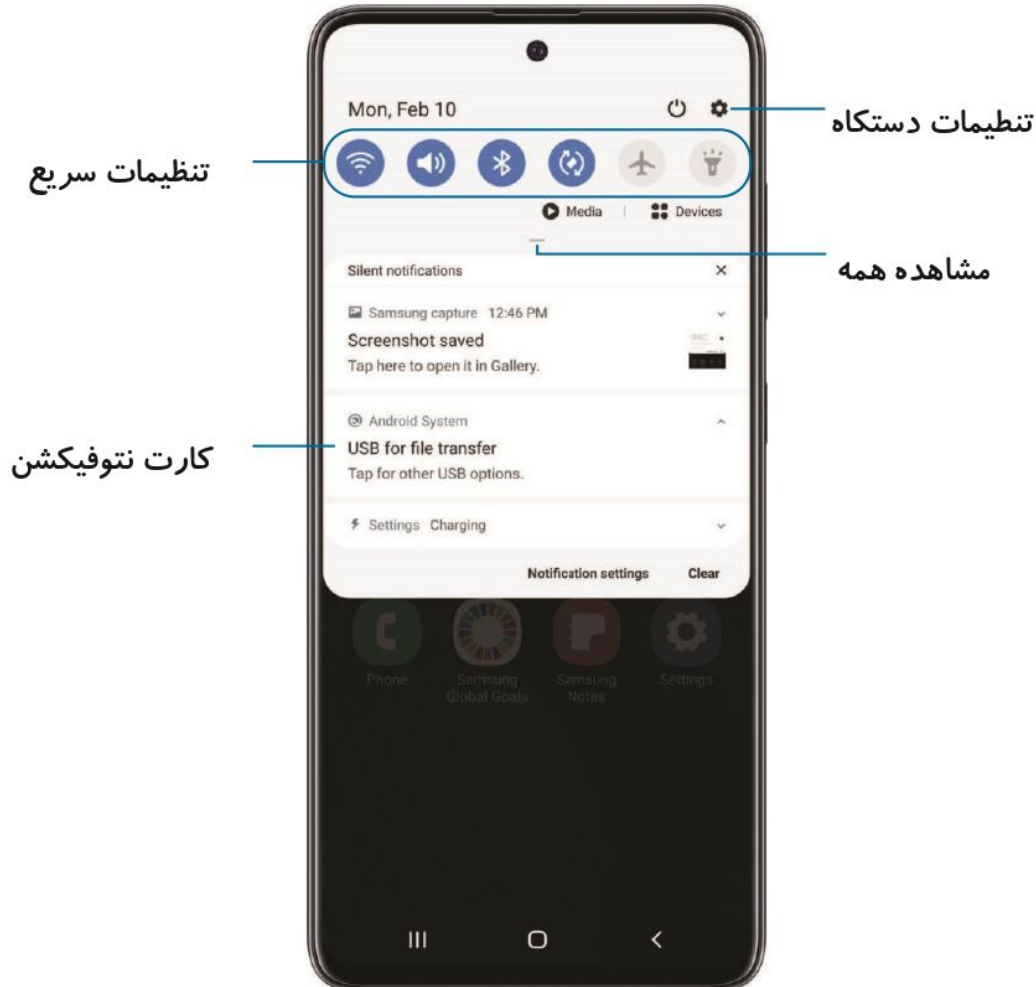 Mon, Feb 10
تنطیمات دستکاه
تنظیمات سریع
Media | Devices
مشاهده همه
Silent notifications
Samsung capture 12:46 PM
Screenshot saved
Tap here to open it in Gallery.
Android System
USB for file transfer
Tap for other USB options.
کارت نتوفیکشن
Settings Charging
Notification settings Clear
Phone
Samsung Global Goals
Samsung Notes
Settings